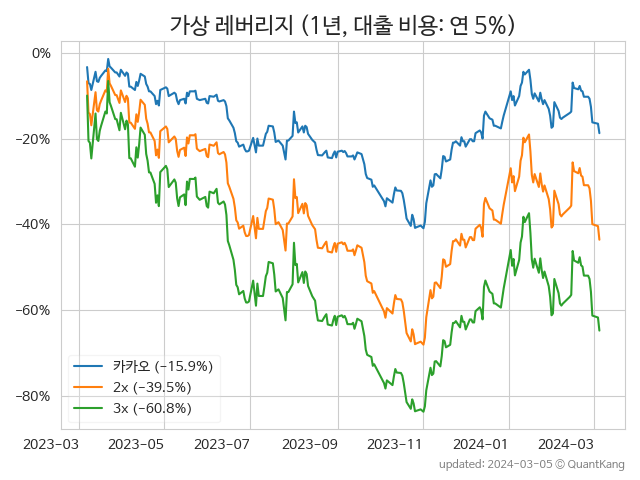 가상 레버리지 (1년, 대출 비용: 연 5%)
0%
−20%
−40%
−60%
−80%
카카오 (−15.9%)
2x (−39.5%)
3x (−60.8%)
2023−03 2023−05 2023−07 2023−09 2023−11 2024−01 2024−03
updated: 2024−03−05 © QuantKang